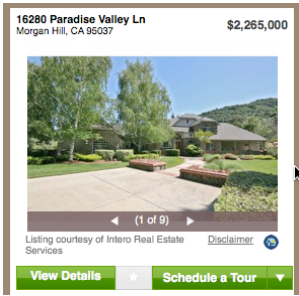 16280 Paradise Valley Ln
$2,265,000
Morgan Hill, CA 95037
(1 of 9)
Listing courtesy of Intero Real Estate
Services
Disclaimer
View Details
Schedule a Tour